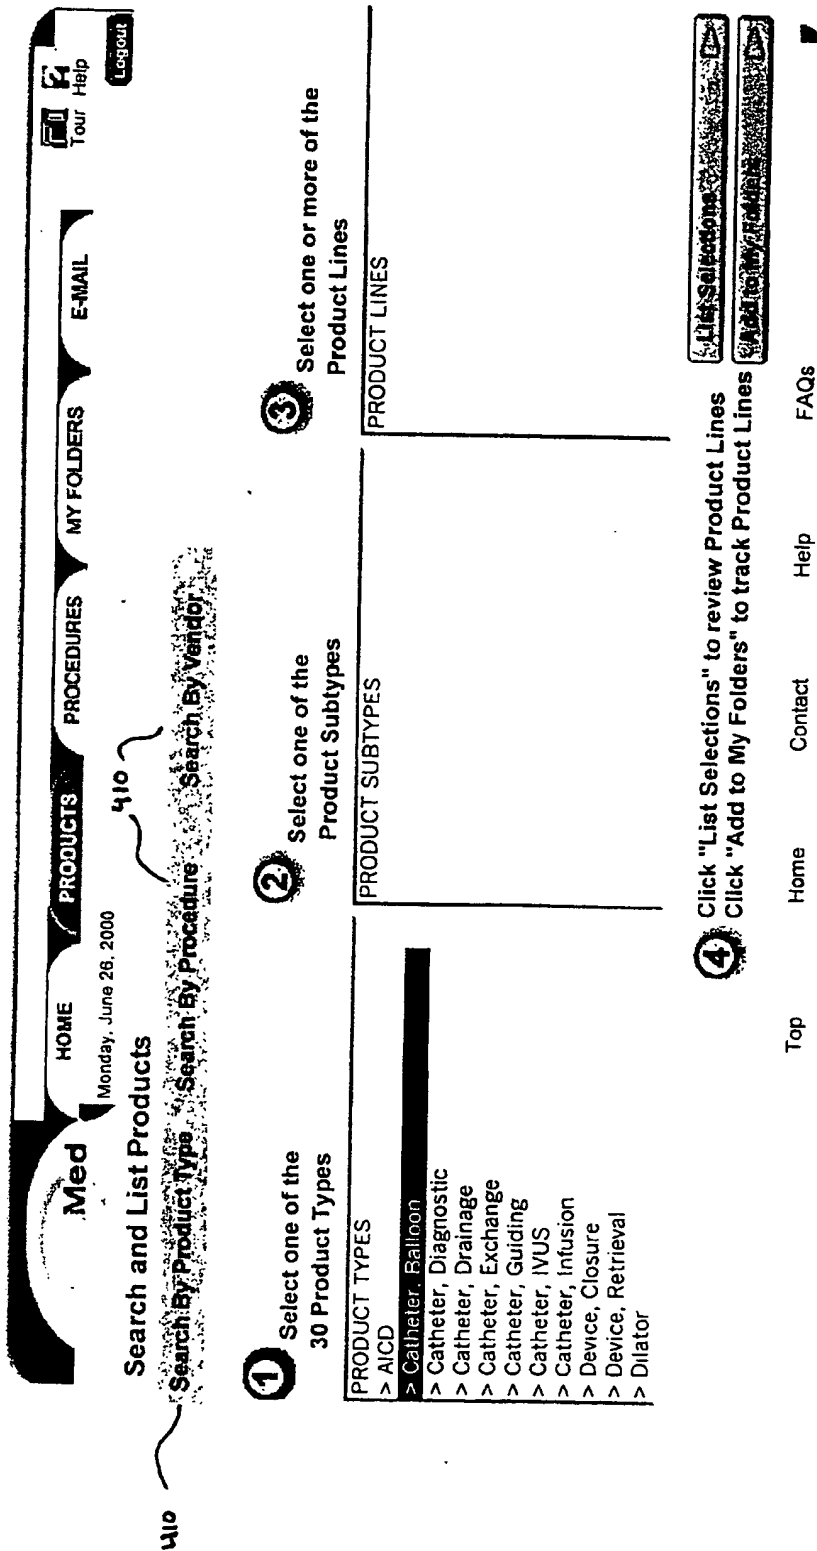 Med
HOME
PRODUCTS
PROCEDURES
MY FOLDERS
E-MAIL
Tour
Help
Logout
Monday, June 26, 2000
Search and List Products
410
410
Search By Product Type
Search By Procedure
Search By Vendor
1
Select one of the
30 Product Types
2
Select one of the
Product Subtypes
3
Select one or more of the
Product Lines
PRODUCT TYPES
> AICD
> Catheter, Balloon
> Catheter, Diagnostic
> Catheter, Drainage
> Catheter, Exchange
> Catheter, Guiding
> Catheter, IVUS
> Catheter, Infusion
> Device, Closure
> Device, Retrieval
> Dilator
PRODUCT SUBTYPES
PRODUCT LINES
4
Click "List Selections" to review Product Lines
Click "Add to My Folders" to track Product Lines
List Selections
Add to My Folders
Top
Home
Contact
Help
FAQs